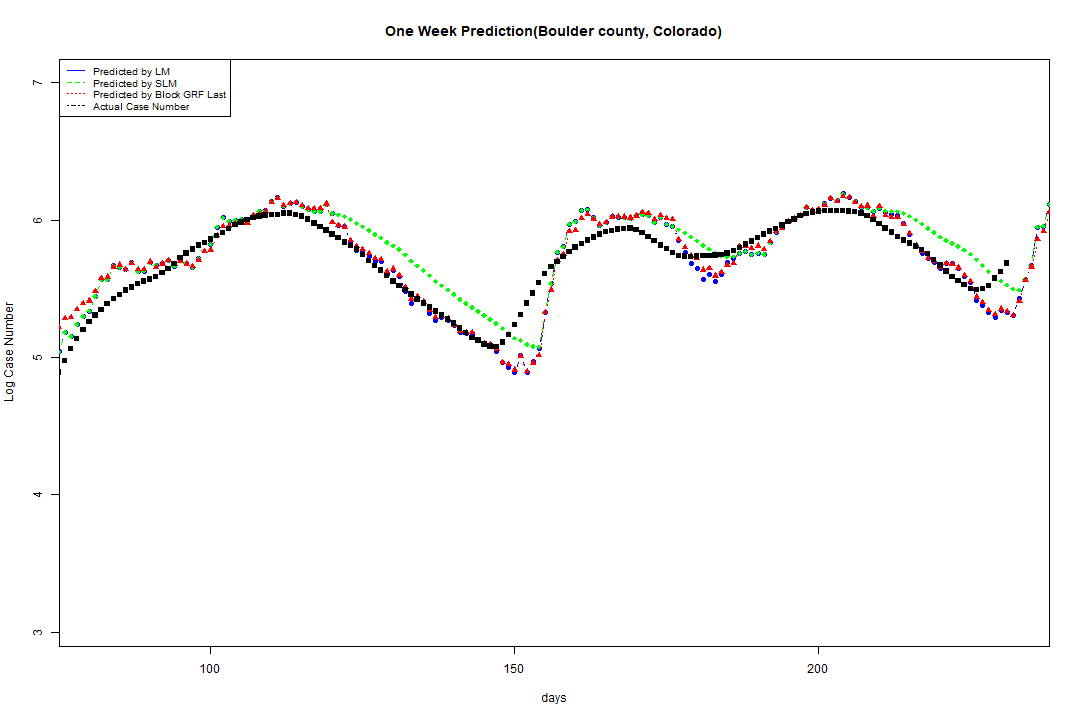 One Week Prediction(Boulder county, Colorado)
Predicted by LM
Predicted by SLM
Predicted by Block GRF Last
Actual Case Number
7
6
5
4
3
Log Case Number
100 150 200
days